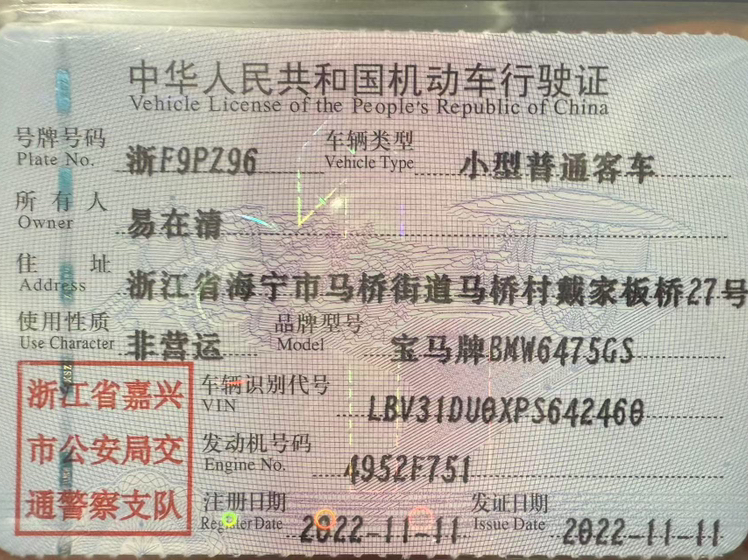 中华人民共和国机动车行驶证
Vehicle License of the People's Republic of China
号牌号码 浙F9PZ96 车辆类型 小型普通客车
Plate No. Vehicle Type
所有人 易在清
Owner
住址 浙江省海宁市马桥街道马桥村戴家板桥27号
Address
使用性质 非营运 品牌型号 宝马牌BMW6475GS
Use Character Model
浙江省嘉兴
市公安局交
通警察支队
车辆识别代号 LBV31DU0XPS642460
VIN
发动机号码 4952F751
Engine No.
注册日期 2022-11-11 发证日期 2022-11-11
Register Date Issue Date